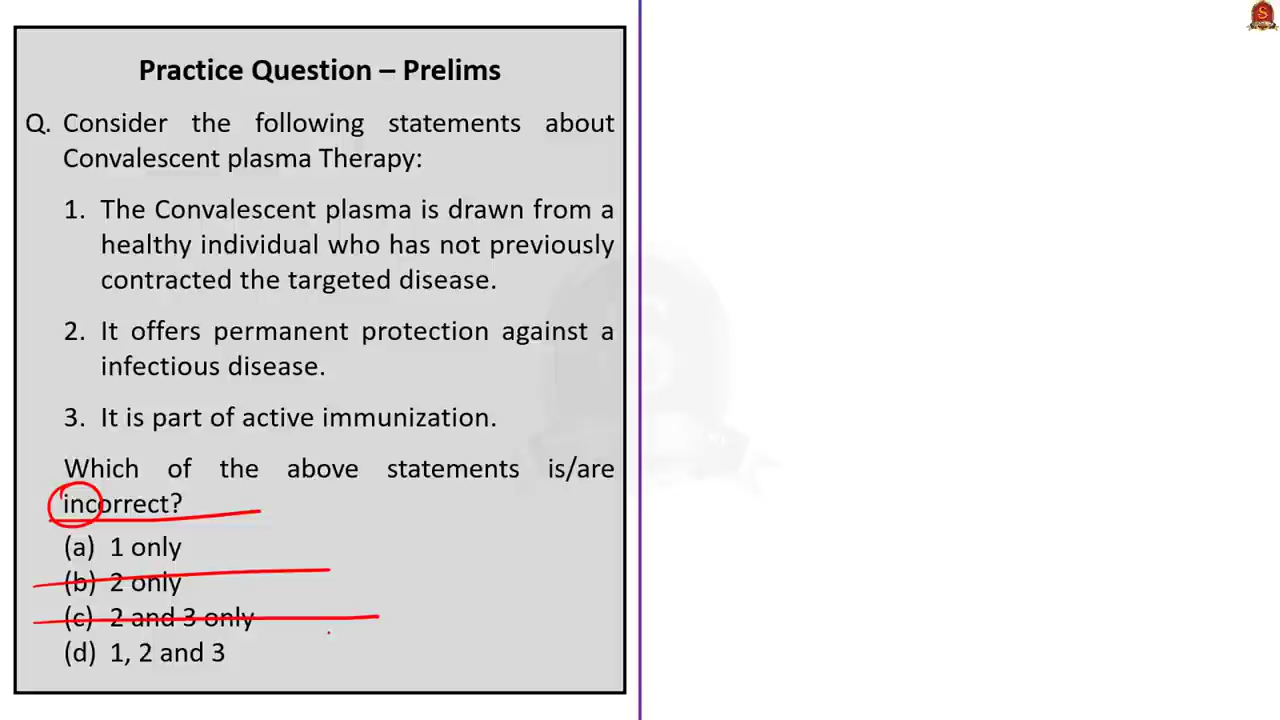 Practice Question – Prelims
Q. Consider the following statements about
Convalescent plasma Therapy:
1. The Convalescent plasma is drawn from a
healthy individual who has not previously
contracted the targeted disease.
2. It offers permanent protection against a
infectious disease.
3. It is part of active immunization.
Which of the above statements is/are
incorrect?
(a) 1 only
(b) 2 only
(c) 2 and 3 only
(d) 1, 2 and 3